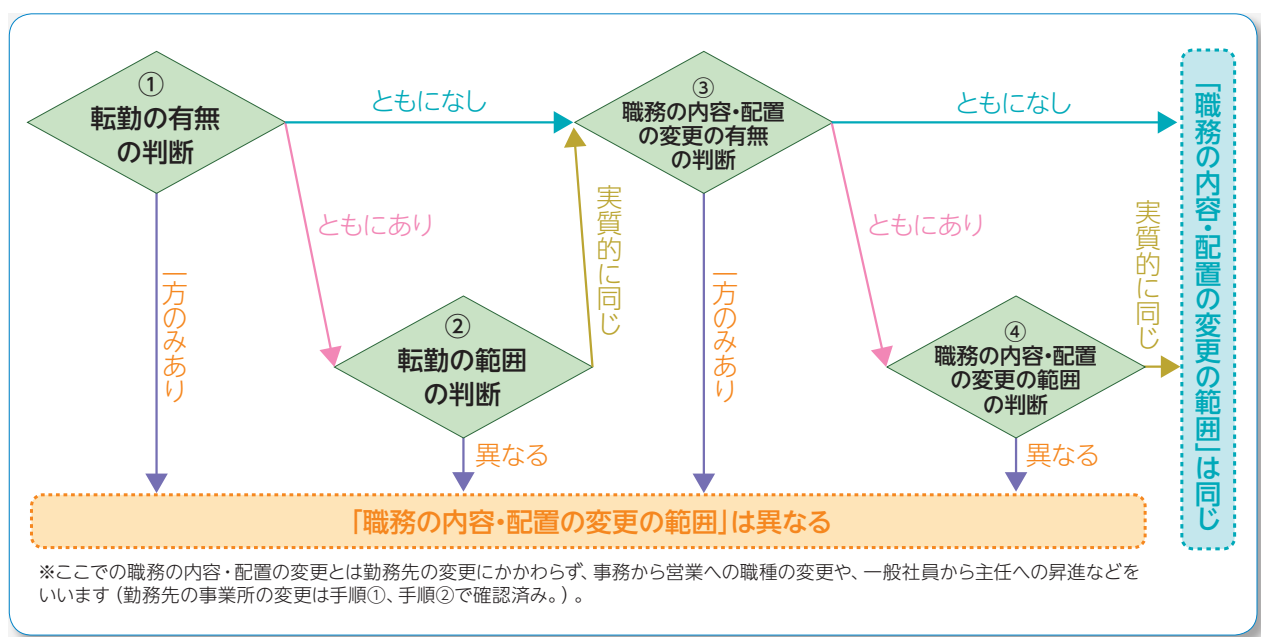 ①
転勤の有無
の判断
ともになし
③
職務の内容・配置
の変更の有無
の判断
ともになし
ともにあり
実質的に同じ
ともにあり
実質的に同じ
一方のみあり
②
転勤の範囲
の判断
一方のみあり
④
職務の内容・配置
の変更の範囲
の判断
異なる
異なる
「職務の内容・配置の変更の範囲」は同じ
「職務の内容・配置の変更の範囲」は異なる
※ここでの職務の内容・配置の変更とは勤務先の変更にかかわらず、事務から営業への職種の変更や、一般社員から主任への昇進などを
いいます(勤務先の事業所の変更は手順①、手順②で確認済み。)。